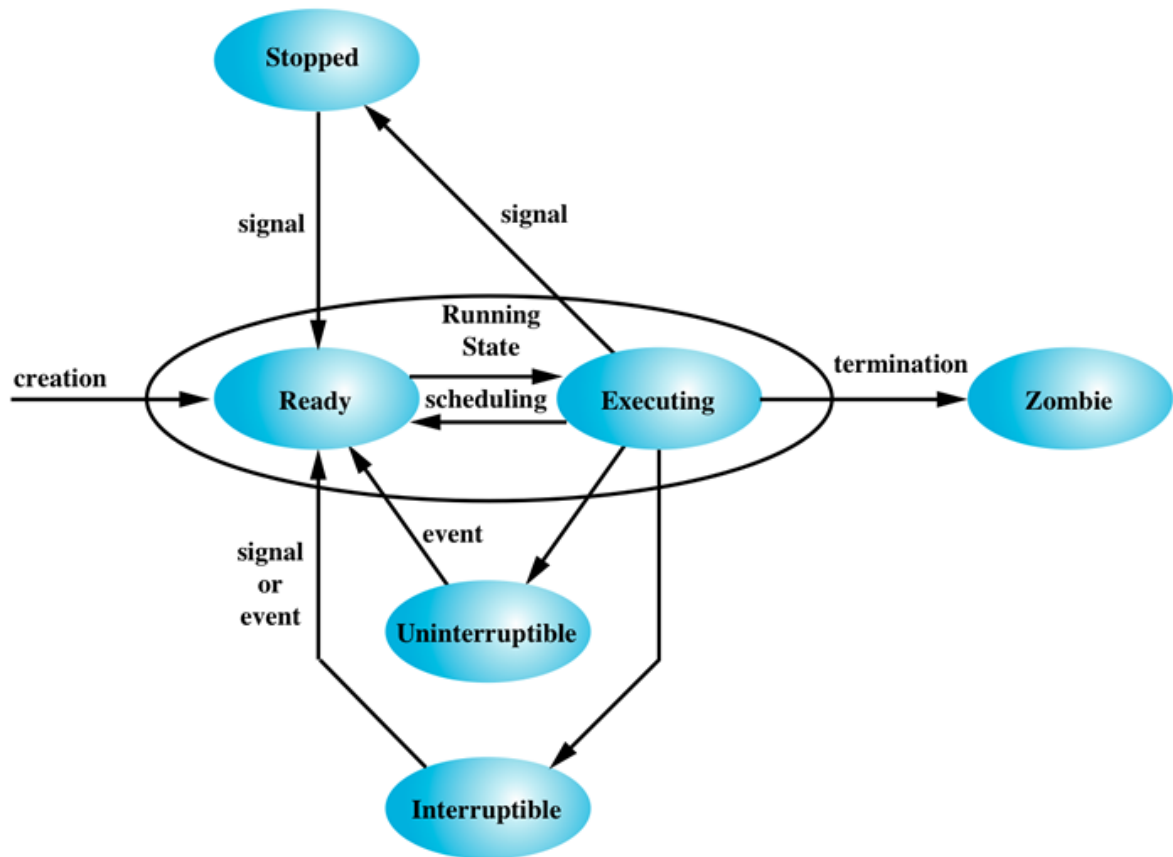 Stopped
signal
signal
Running
State
creation
termination
Ready
scheduling
Executing
Zombie
event
signal
or
event
Uninterruptible
Interruptible